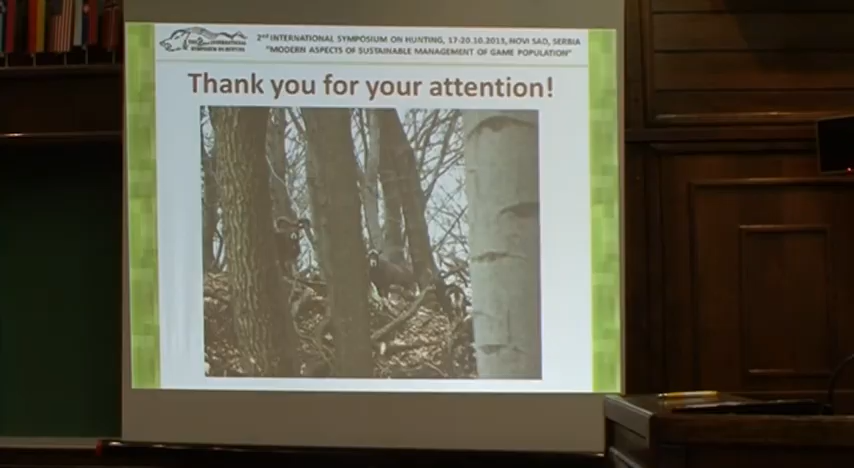 2nd INTERNATIONAL SYMPOSIUM ON HUNTING, 17-20.10.2013, NOVI SAD, SERBIA
"MODERN ASPECTS OF SUSTAINABLE MANAGEMENT OF GAME POPULATION"
Thank you for your attention!